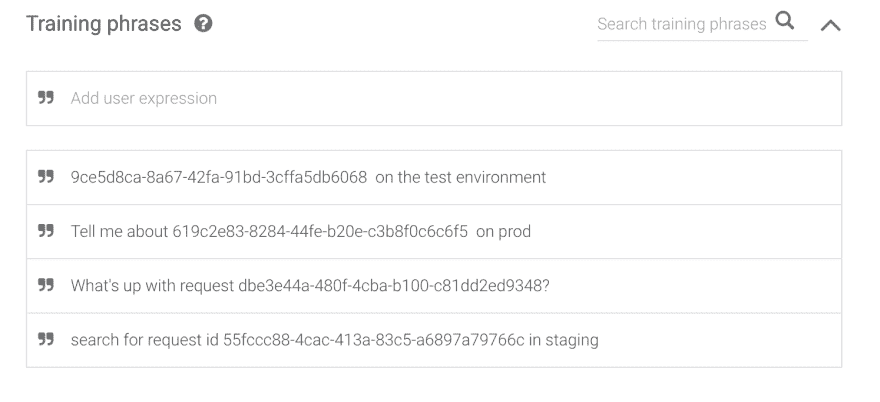 Training phrases
Search training phrases
Add user expression
9ce5d8ca-8a67-42fa-91bd-3cffa5db6068 on the test environment
Tell me about 619c2e83-8284-44fe-b20e-c3b8f0c6c6f5 on prod
What's up with request dbe3e44a-480f-4cba-b100-c81dd2ed9348?
search for request id 55fccc88-4cac-413a-83c5-a6897a79766c in staging